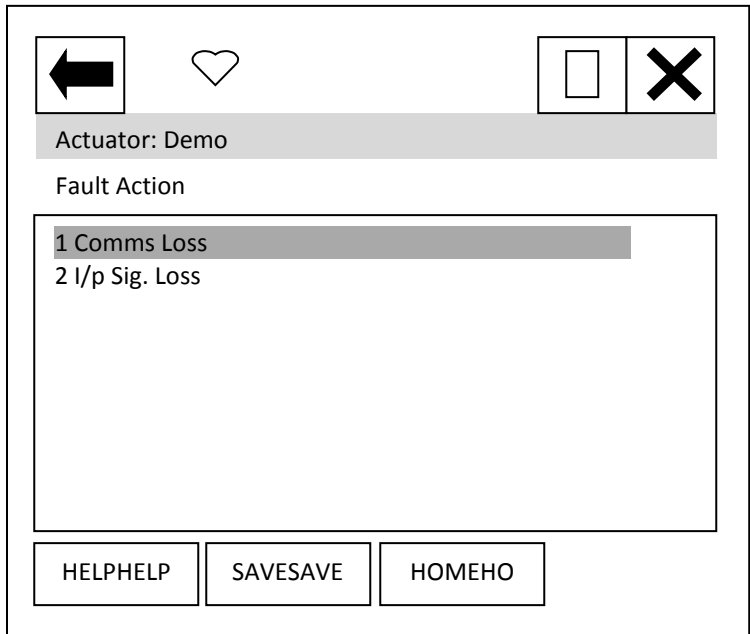 Actuator: Demo
Fault Action
1 Comms Loss
2 I/p Sig. Loss
HELPHELP SAVESAVE HOMEHO